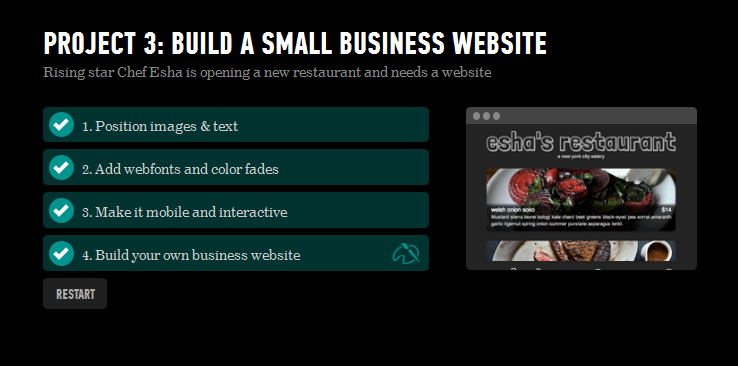 PROJECT 3: BUILD A SMALL BUSINESS WEBSITE
Rising star Chef Esha is opening a new restaurant and needs a website
1. Position images & text
2. Add webfonts and color fades
3. Make it mobile and interactive
4. Build your own business website
RESTART
esha's restaurant
a new york city eatery
welsh onion soko $14
Mustard sierra leone bologi kale chard beet greens black-eyed pea sorrel amaranth
garlic tigernut spring onion summer purslane asparagus lentil.